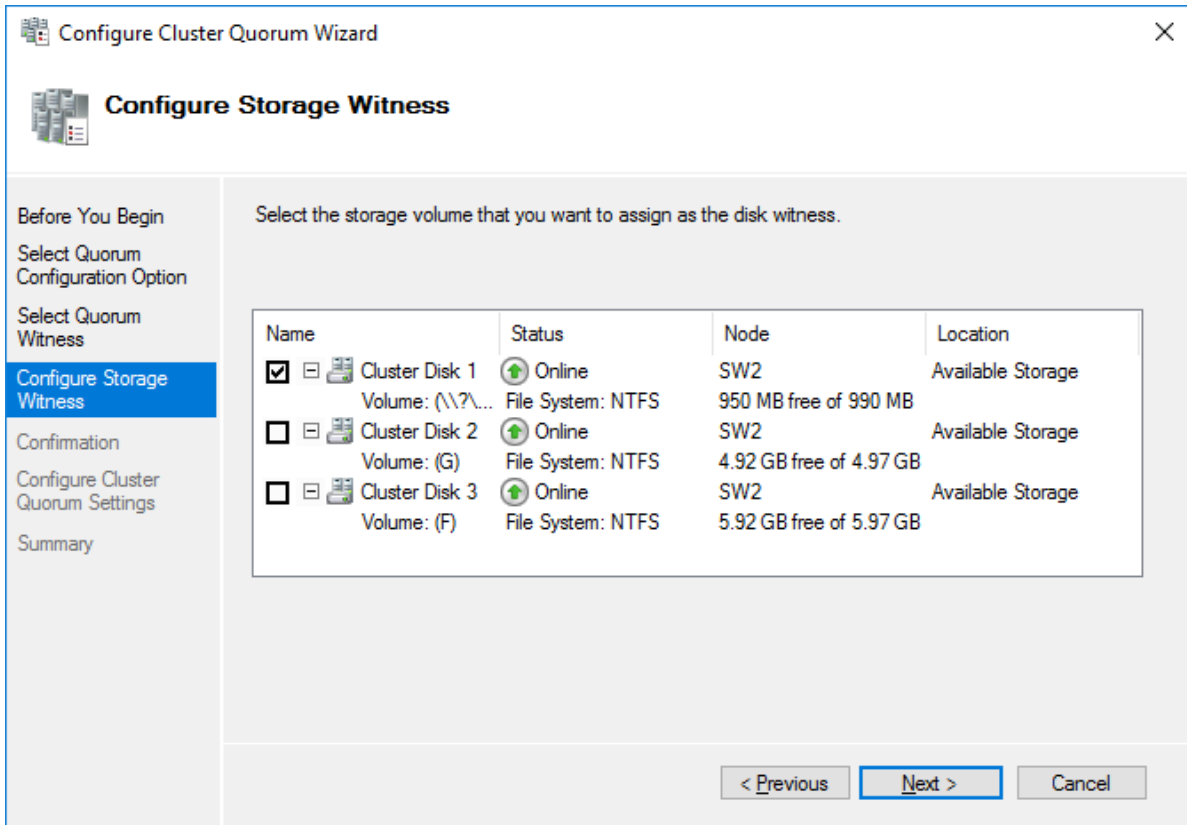 Configure Cluster Quorum Wizard
Configure Storage Witness
Before You Begin
Select Quorum
Configuration Option
Select Quorum
Witness
Configure Storage
Witness
Confirmation
Configure Cluster
Quorum Settings
Summary
Select the storage volume that you want to assign as the disk witness.
Name Status Node Location
Cluster Disk 1 Online SW2 Available Storage
Volume: (\\?\... File System: NTFS 950 MB free of 990 MB
Cluster Disk 2 Online SW2 Available Storage
Volume: (G) File System: NTFS 4.92 GB free of 4.97 GB
Cluster Disk 3 Online SW2 Available Storage
Volume: (F) File System: NTFS 5.92 GB free of 5.97 GB
< Previous Next > Cancel